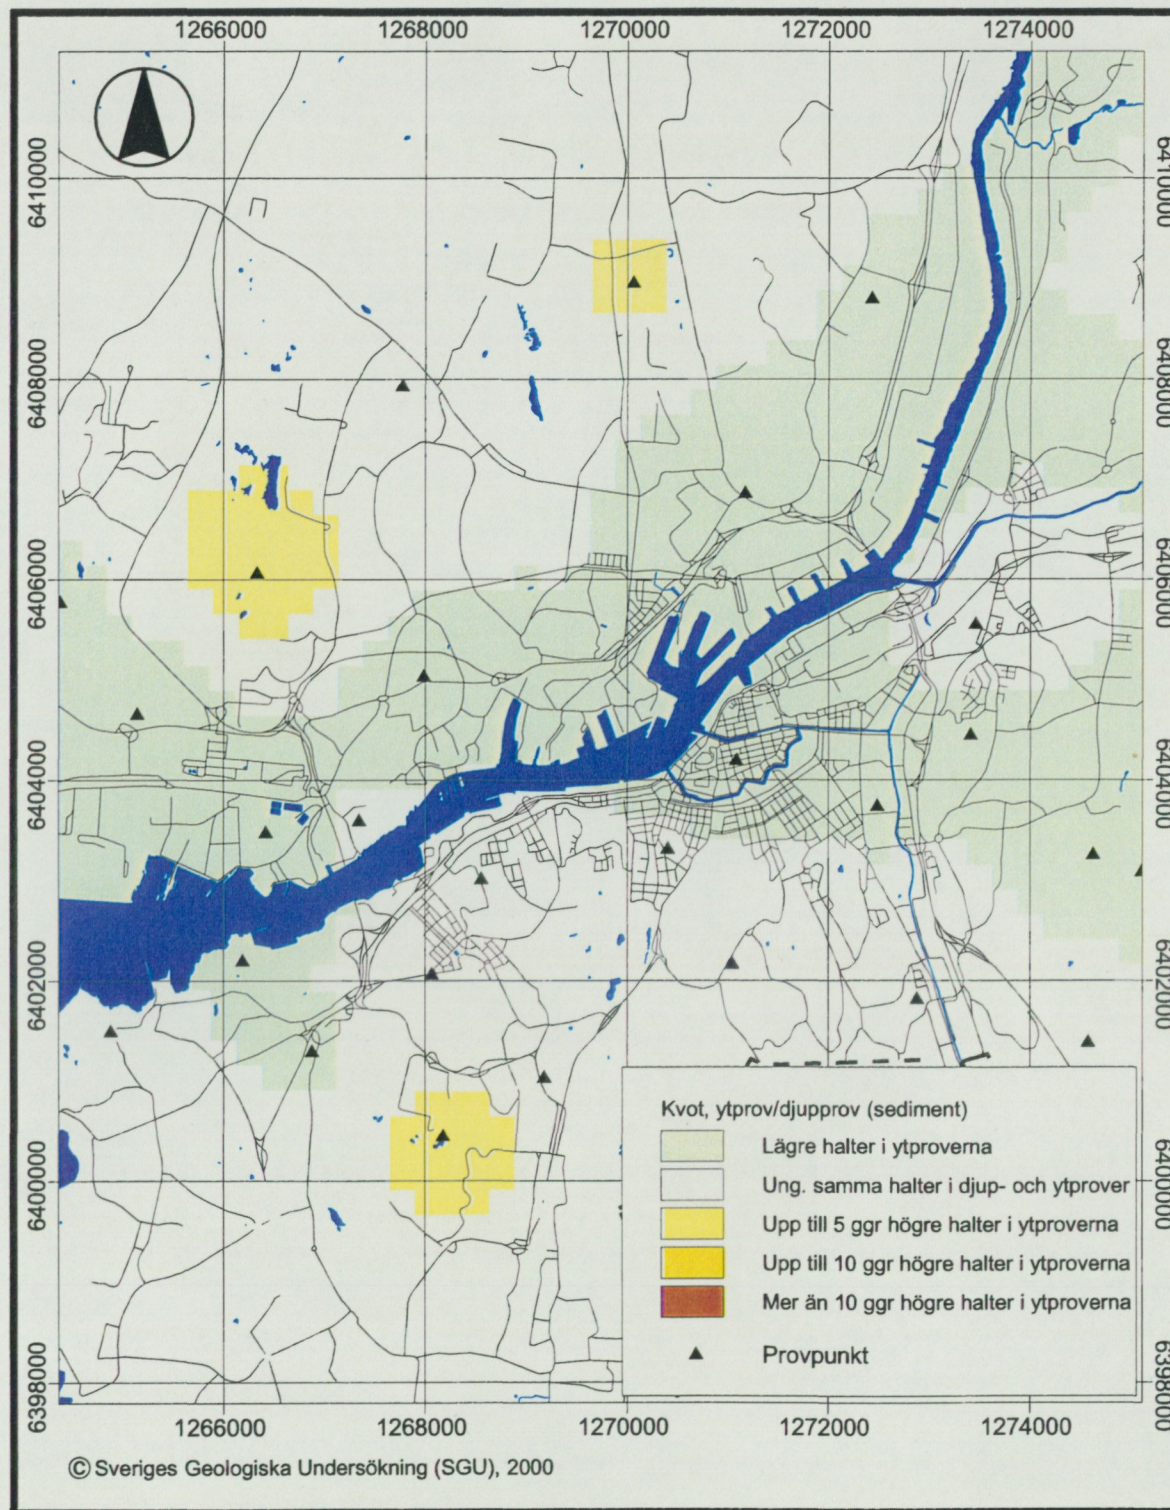 1266000 1268000 1270000 1272000 1274000
6410000 6410000
6408000 6408000
6406000 6406000
6404000 6404000
6402000 6402000
6400000 6400000
6398000 6398000
Kvot, ytprov/djupprov (sediment)
Lägre halter i ytproverna
Ung. samma halter i djup- och ytprover
Upp till 5 ggr högre halter i ytproverna
Upp till 10 ggr högre halter i ytproverna
Mer än 10 ggr högre halter i ytproverna
Provpunkt
1266000 1268000 1270000 1272000 1274000
© Sveriges Geologiska Undersökning (SGU), 2000